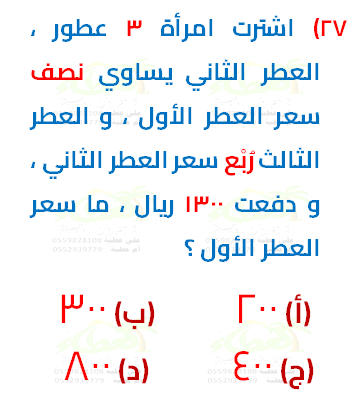 ٢٧) اشترت امرأة ٣ عطور ،
العطر الثاني يساوي نصف
سعر العطر الأول ، و العطر
الثالث رُبْع سعر العطر الثاني ،
و دفعت ١٣٠٠ ريال ، ما سعر
العطر الأول ؟
(أ) ٢٠٠ (ب) ٣٠٠
(ج) ٤٠٠ (د) ٨٠٠